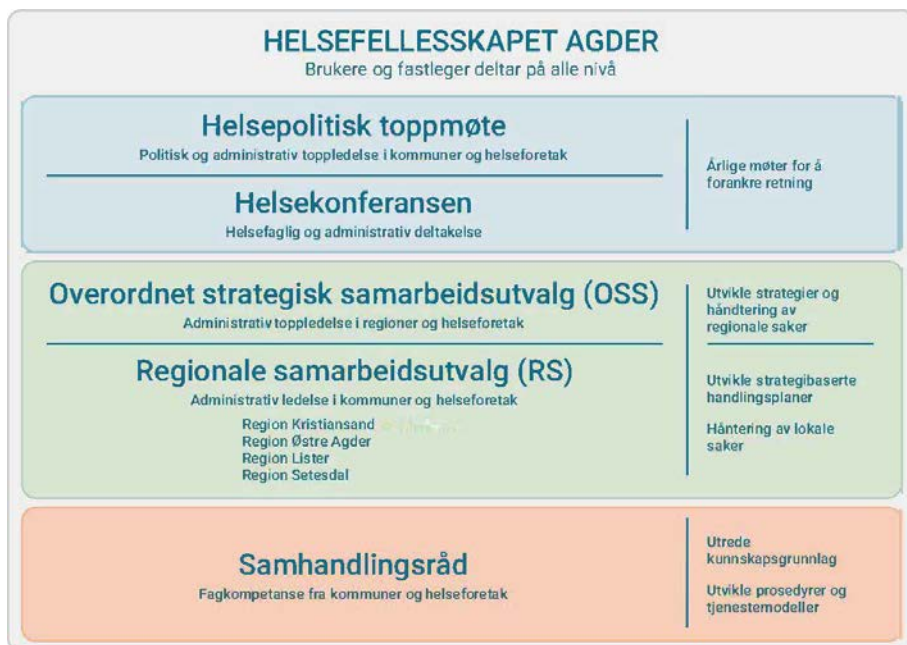 HELSEFELLESSKAPET AGDER
Brukere og fastleger deltar på alle nivå
Helsepolitisk toppmøte
Politisk og administrativ toppledelse i kommuner og helseforetak
Helsekonferansen
Helsefaglig og administrativ deltakelse
Årlige møter for å
forankre retning
Overordnet strategisk samarbeidsutvalg (OSS)
Administrativ toppledelse i regioner og helseforetak
Utvikle strategier og
håndtering av
regionale saker
Regionale samarbeidsutvalg (RS)
Administrativ ledelse i kommuner og helseforetak
Region Kristiansand
Region Østre Agder
Region Lister
Region Setesdal
Utvikle strategibaserte
handlingsplaner
Håntering av lokale
saker
Samhandlingsråd
Fagkompetanse fra kommuner og helseforetak
Utrede
kunnskapsgrunnlag
Utvikle prosedyrer og
tjenestemodeller